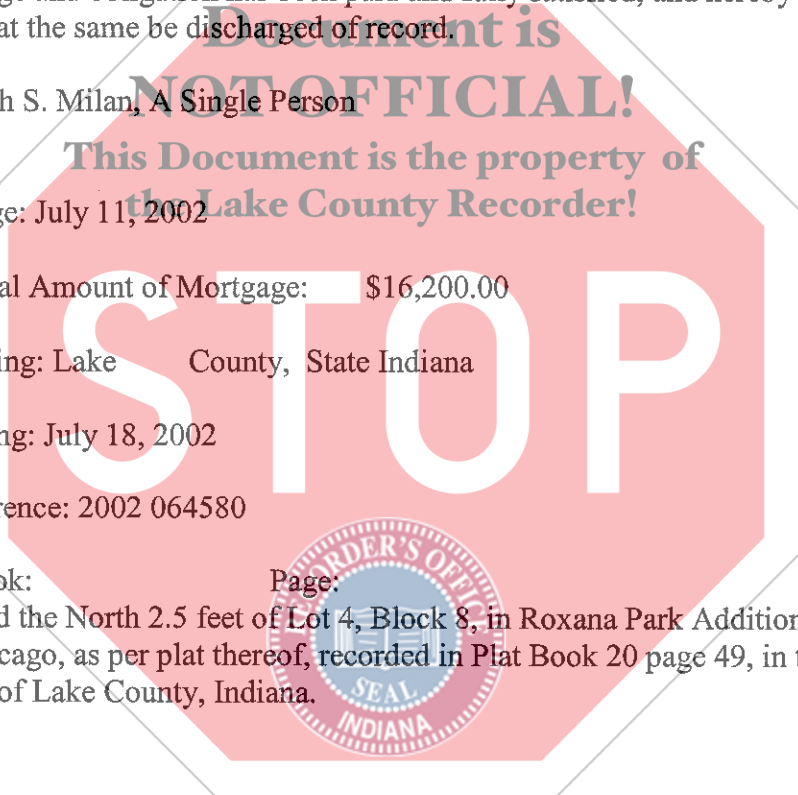 at the same be discharged of record.
Document is
h S. Milan, A Single Person
NOT OFFICIAL!
This Document is the property of
the Lake County Recorder!
ge: July 11, 2002
al Amount of Mortgage: $16,200.00
STOP
ing: Lake County, State Indiana
ng: July 18, 2002
rence: 2002 064580
ok: Page:
d the North 2.5 feet of Lot 4, Block 8, in Roxana Park Addition
cago, as per plat thereof, recorded in Plat Book 20 page 49, in t
of Lake County, Indiana.
RECORDER'S OFFICE
SEAL
INDIANA